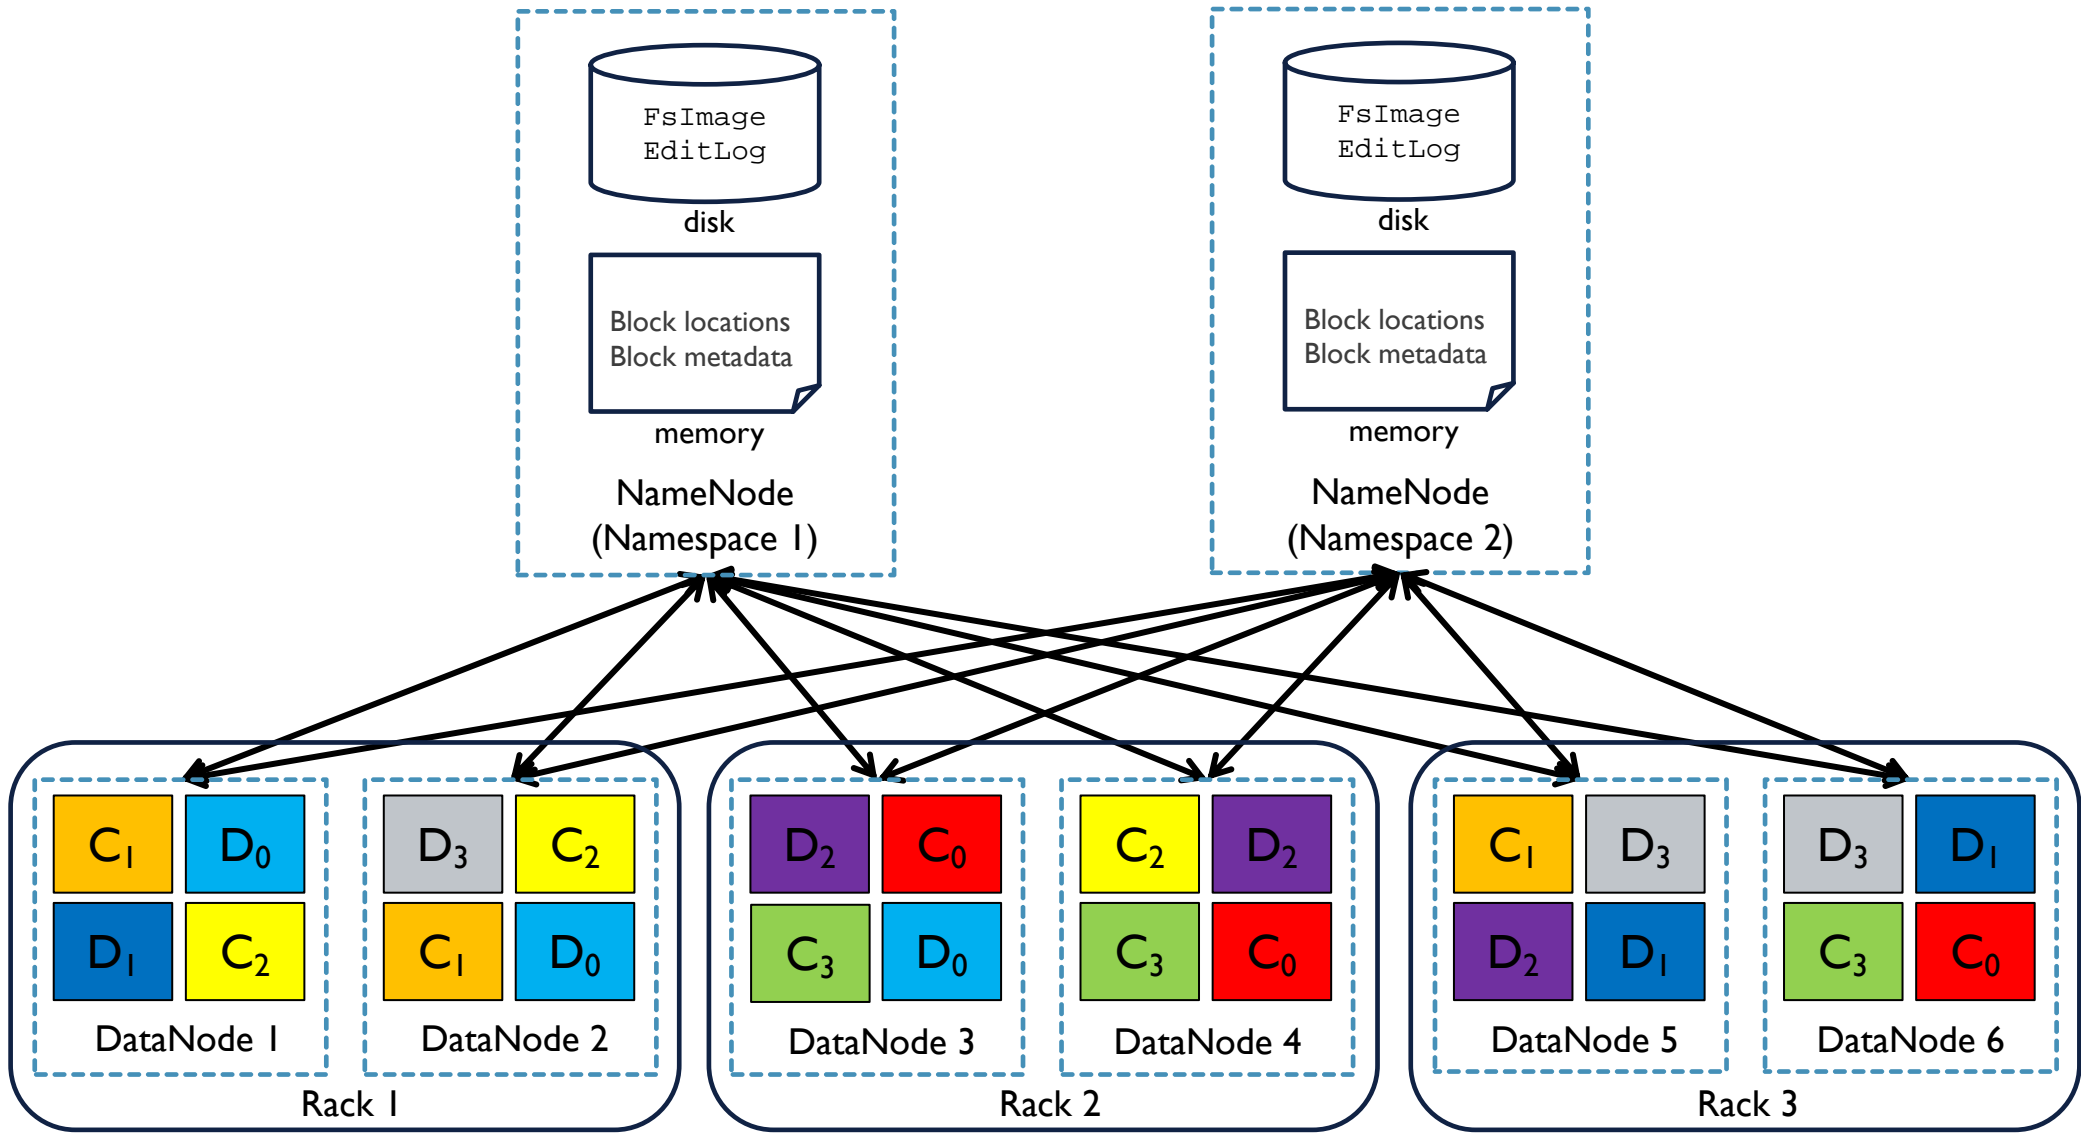 FsImage
EditLog
disk
Block locations
Block metadata
memory
NameNode
(Namespace 1)
FsImage
EditLog
disk
Block locations
Block metadata
memory
NameNode
(Namespace 2)
C₁ D₀
D₁ C₂
DataNode 1
D₃ C₂
C₁ D₀
DataNode 2
Rack 1
D₂ C₀
C₃ D₀
DataNode 3
C₂ D₂
C₃ C₀
DataNode 4
Rack 2
C₁ D₃
D₂ D₁
DataNode 5
D₃ D₁
C₃ C₀
DataNode 6
Rack 3